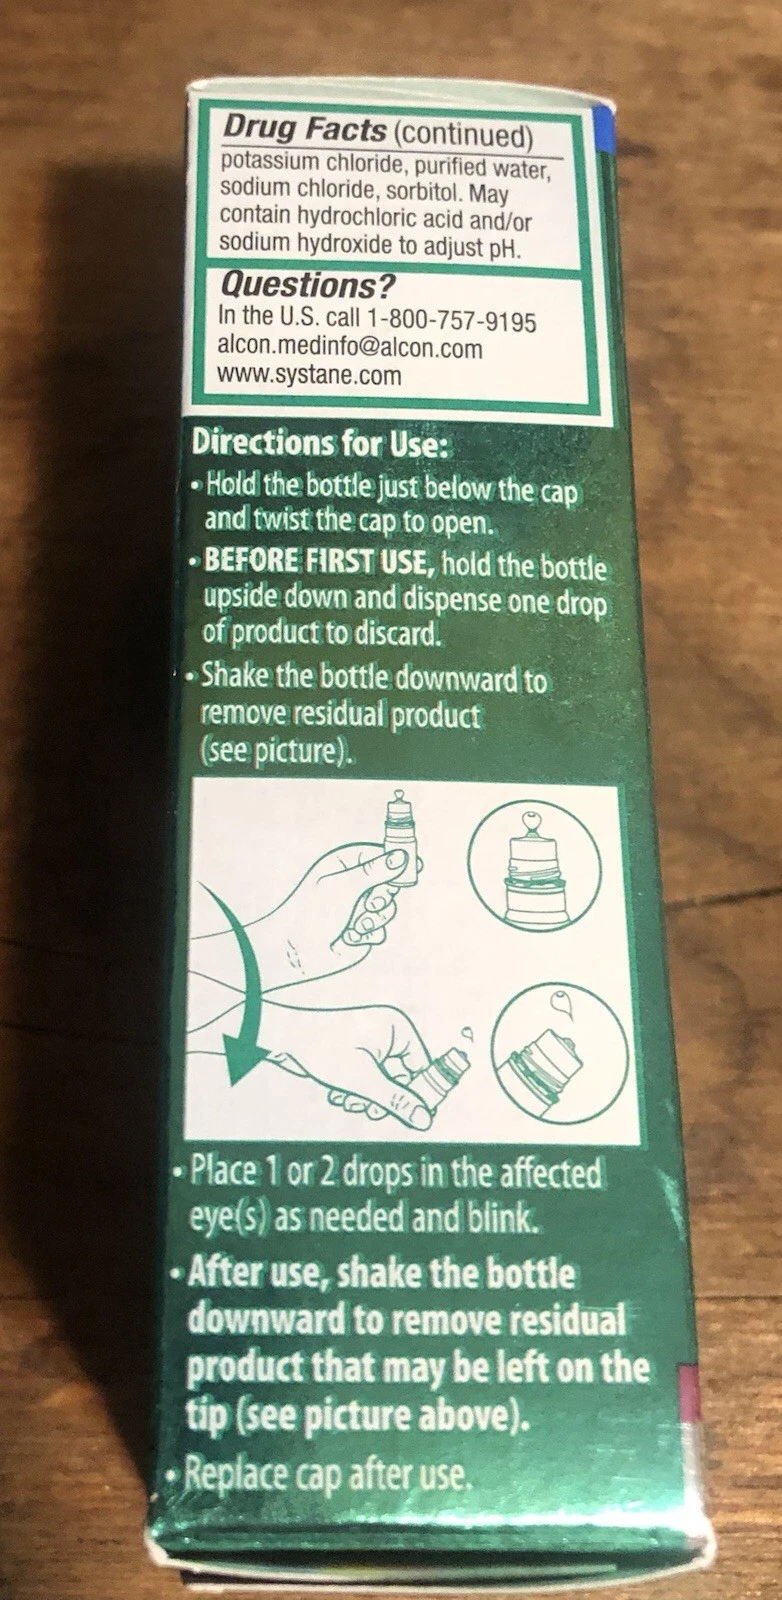 Drug Facts (continued)
potassium chloride, purified water,
sodium chloride, sorbitol. May
contain hydrochloric acid and/or
sodium hydroxide to adjust pH.
Questions?
In the U.S. call 1-800-757-9195
alcon.medinfo@alcon.com
www.systane.com
Directions for Use:
• Hold the bottle just below the cap
and twist the cap to open.
• BEFORE FIRST USE, hold the bottle
upside down and dispense one drop
of product to discard.
• Shake the bottle downward to
remove residual product
(see picture).
• Place 1 or 2 drops in the affected
eye(s) as needed and blink.
• After use, shake the bottle
downward to remove residual
product that may be left on the
tip (see picture above).
• Replace cap after use.